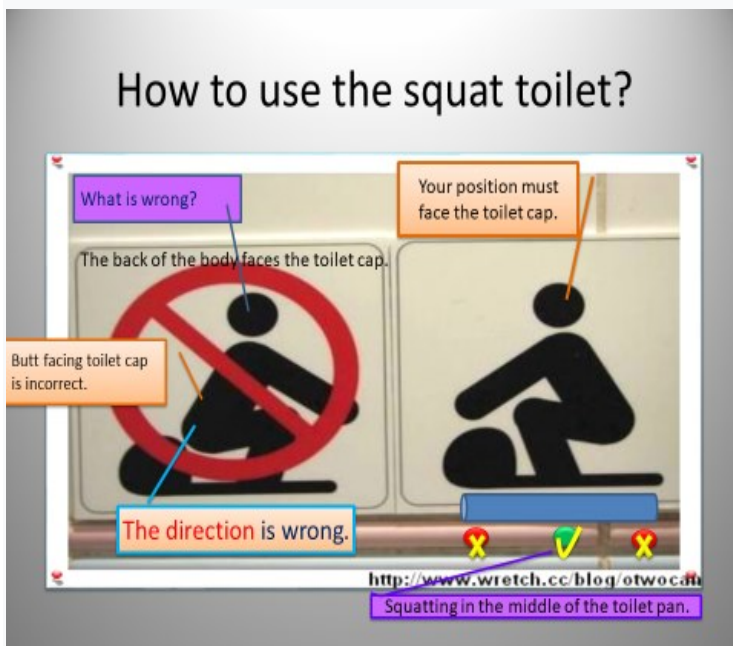 How to use the squat toilet?
What is wrong?
Your position must
face the toilet cap.
The back of the body faces the toilet cap.
Butt facing toilet cap
is incorrect.
The direction is wrong.
http://www.wretch.cc/blog/otwocan
Squatting in the middle of the toilet pan.